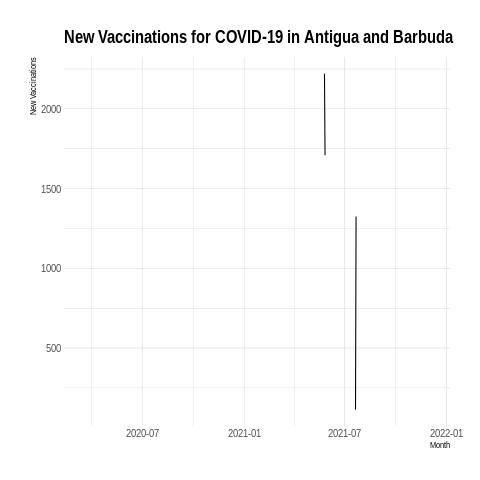 New Vaccinations for COVID-19 in Antigua and Barbuda
New Vaccinations
2000
1500
1000
500
2020-07
2021-01
2021-07
2022-01
Month